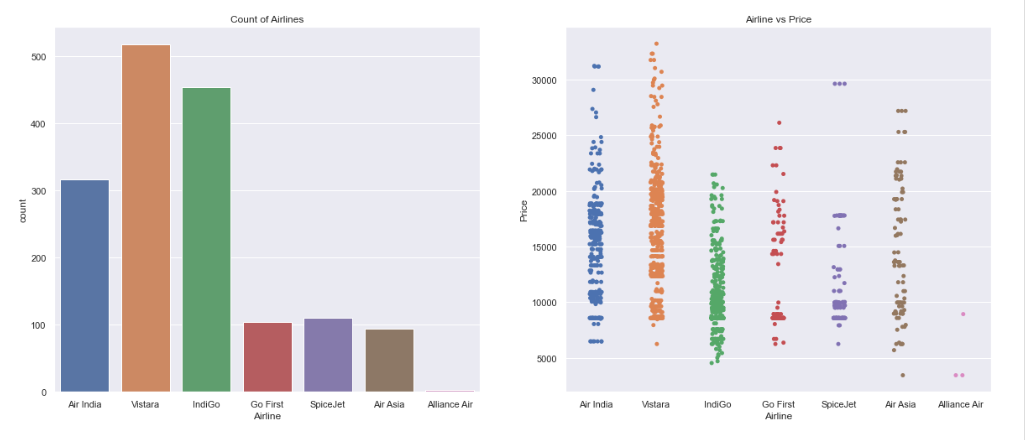 Count of Airlines
500
400
300
200
100
0
count
Air India Vistara IndiGo Go First SpiceJet Air Asia Alliance Air
Airline
Airline vs Price
30000
25000
20000
15000
10000
5000
Price
Air India Vistara IndiGo Go First SpiceJet Air Asia Alliance Air
Airline